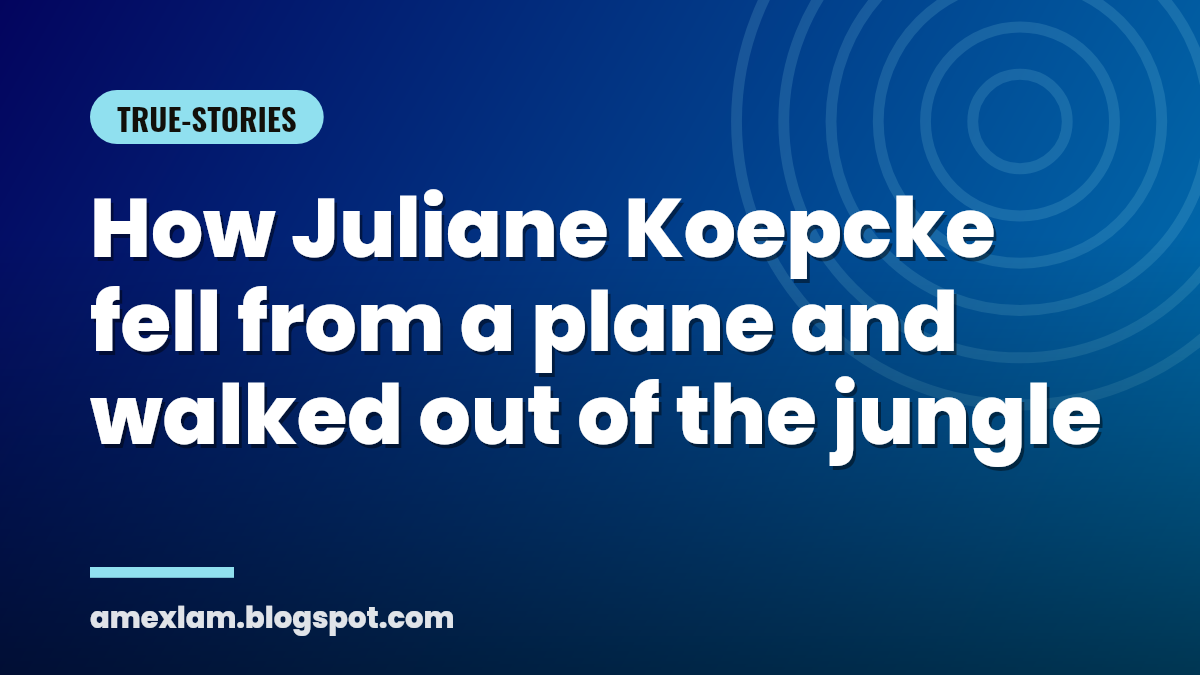 TRUE-STORIES
How Juliane Koepcke
fell from a plane and
walked out of the jungle
amexlam.blogspot.com